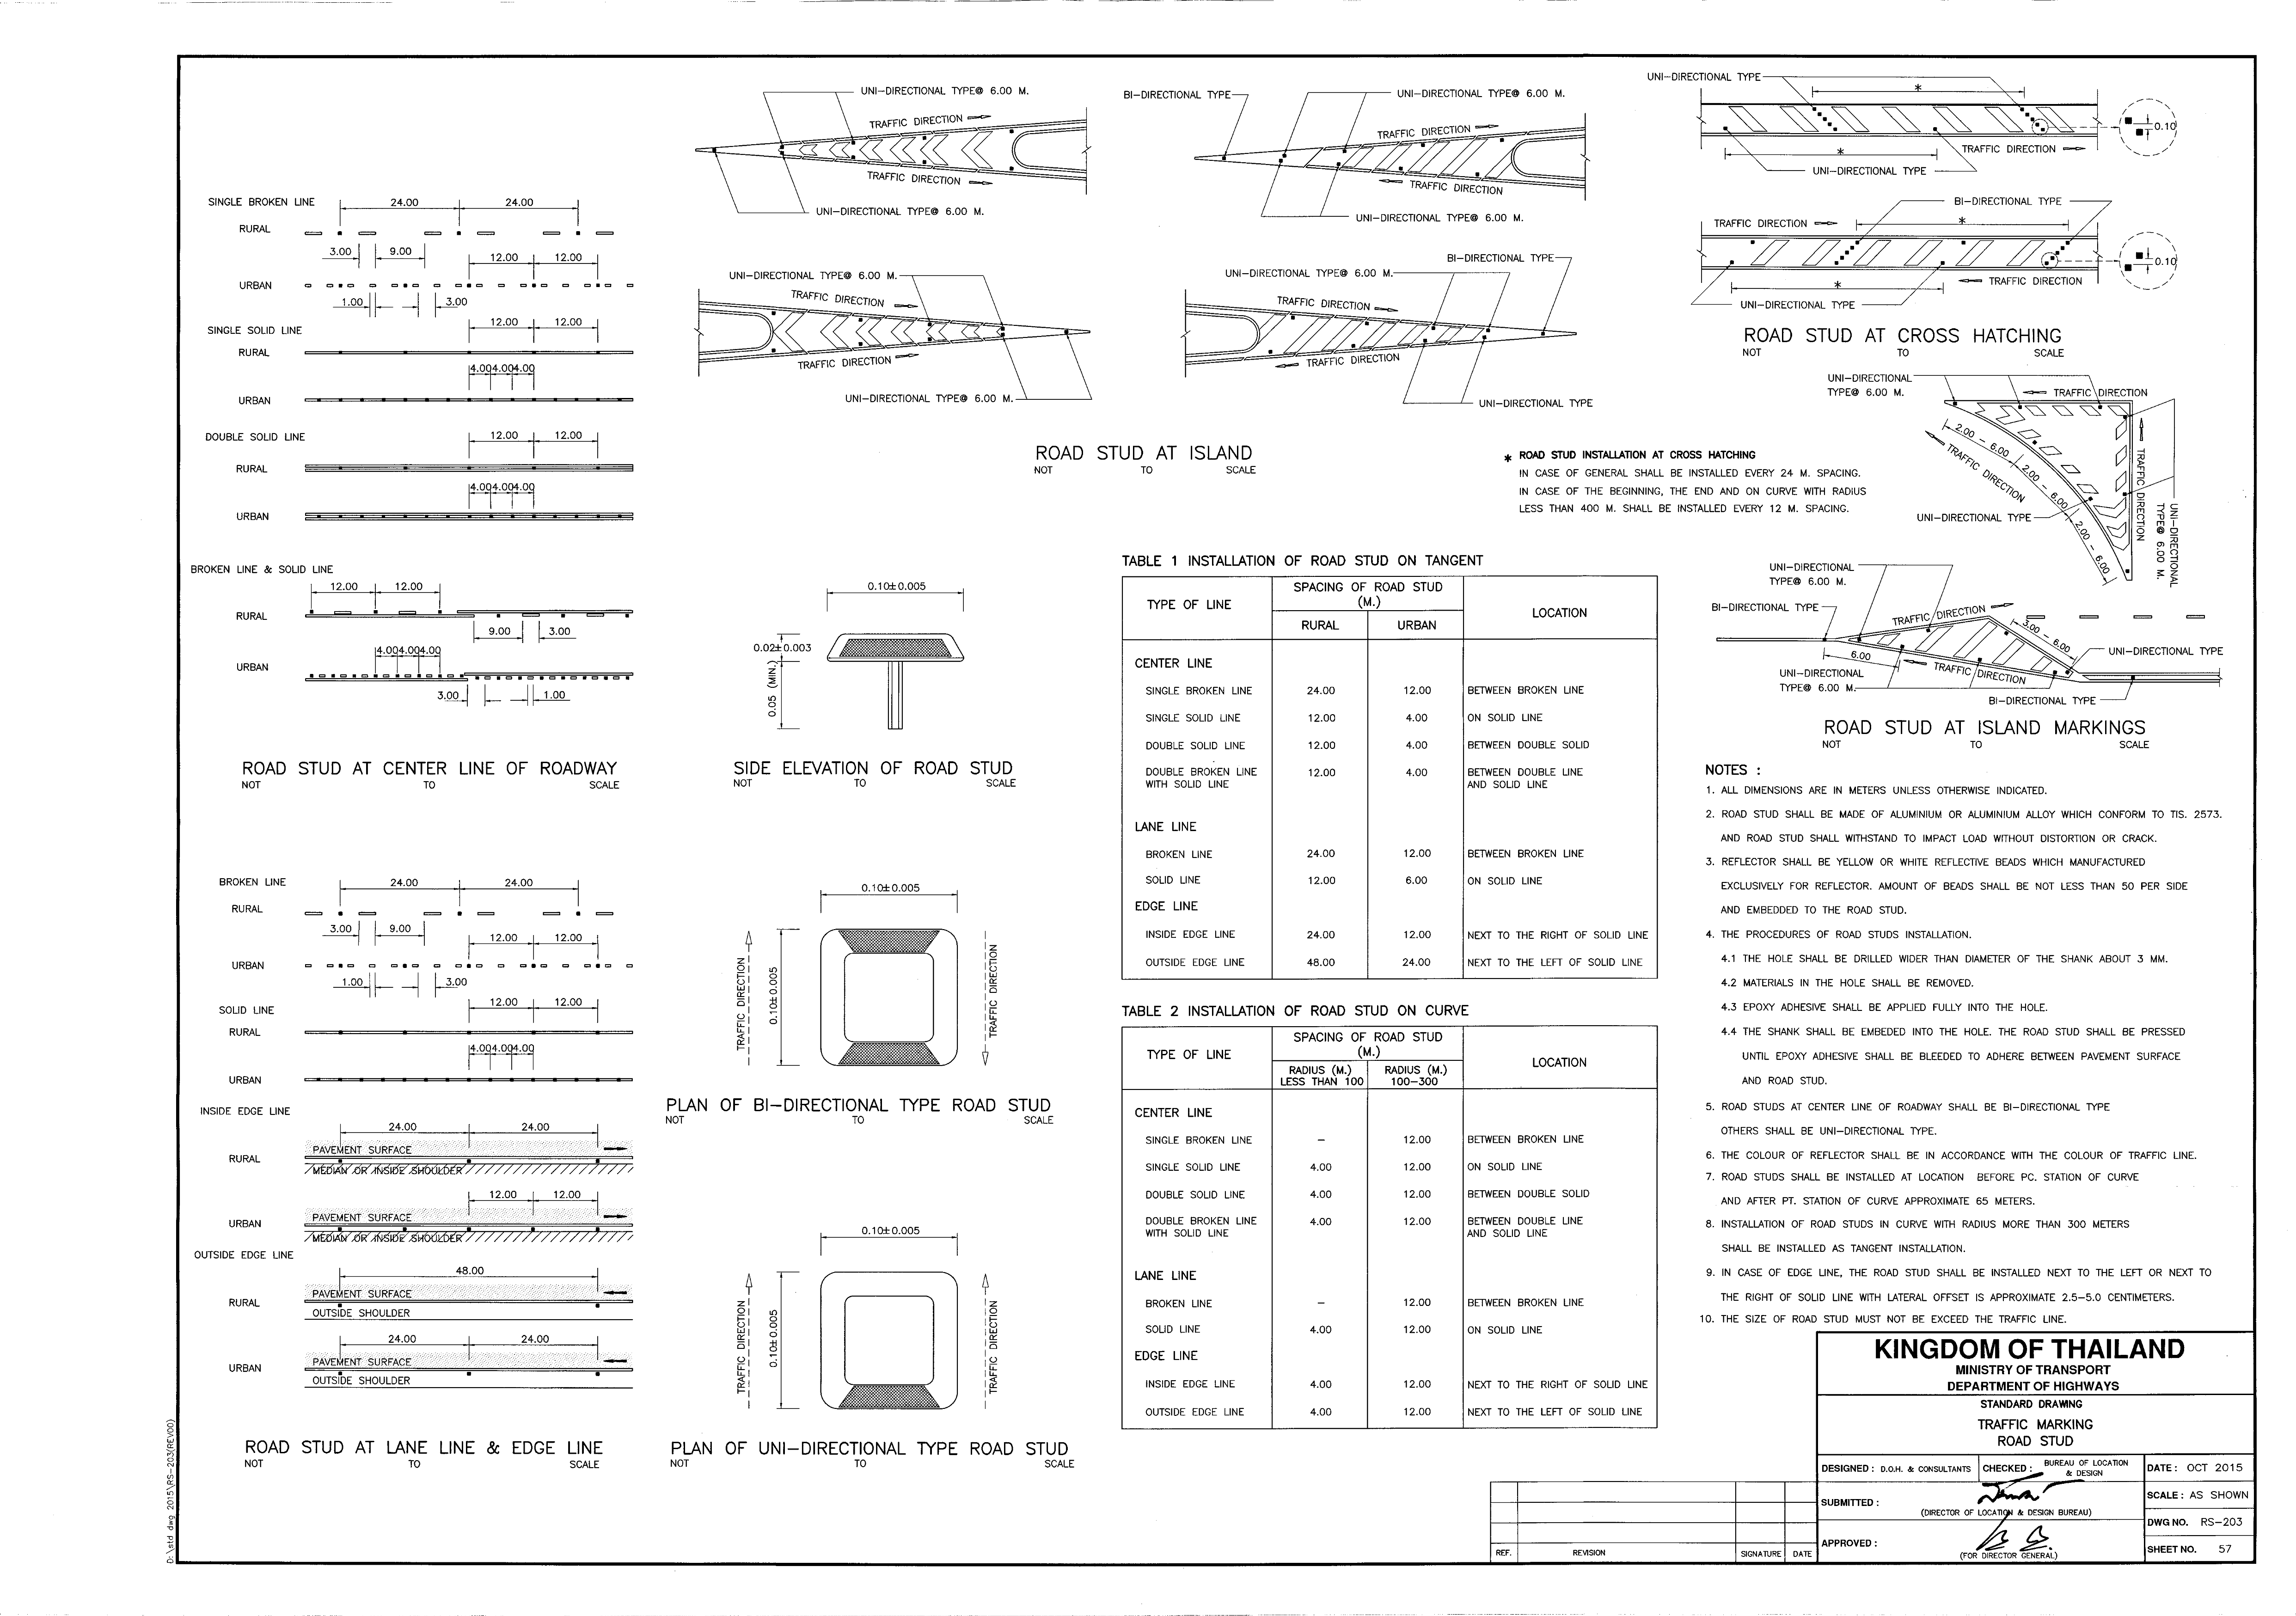 UNI-DIRECTIONAL TYPE@ 6.00 M.
TRAFFIC DIRECTION
TRAFFIC DIRECTION
UNI-DIRECTIONAL TYPE@ 6.00 M.
BI-DIRECTIONAL TYPE
UNI-DIRECTIONAL TYPE@ 6.00 M.
TRAFFIC DIRECTION
TRAFFIC DIRECTION
UNI-DIRECTIONAL TYPE@ 6.00 M.
UNI-DIRECTIONAL TYPE@ 6.00 M.
TRAFFIC DIRECTION
TRAFFIC DIRECTION
UNI-DIRECTIONAL TYPE@ 6.00 M.
BI-DIRECTIONAL TYPE
UNI-DIRECTIONAL TYPE@ 6.00 M.
TRAFFIC DIRECTION
TRAFFIC DIRECTION
UNI-DIRECTIONAL TYPE
ROAD STUD AT ISLAND
NOT TO SCALE
UNI-DIRECTIONAL TYPE
*
0.10
*
TRAFFIC DIRECTION
UNI-DIRECTIONAL TYPE
BI-DIRECTIONAL TYPE
TRAFFIC DIRECTION
*
0.10
*
TRAFFIC DIRECTION
UNI-DIRECTIONAL TYPE
ROAD STUD AT CROSS HATCHING
NOT TO SCALE
* ROAD STUD INSTALLATION AT CROSS HATCHING
IN CASE OF GENERAL SHALL BE INSTALLED EVERY 24 M. SPACING.
IN CASE OF THE BEGINNING, THE END AND ON CURVE WITH RADIUS
LESS THAN 400 M. SHALL BE INSTALLED EVERY 12 M. SPACING.
UNI-DIRECTIONAL
TYPE@ 6.00 M.
TRAFFIC DIRECTION
2.00 - 6.00
2.00 - 6.00
2.00 - 6.00
TRAFFIC DIRECTION
TRAFFIC DIRECTION
UNI-DIRECTIONAL
TYPE@ 6.00 M.
UNI-DIRECTIONAL TYPE
UNI-DIRECTIONAL
TYPE@ 6.00 M.
BI-DIRECTIONAL TYPE
TRAFFIC DIRECTION
3.00 - 6.00
6.00
TRAFFIC DIRECTION
UNI-DIRECTIONAL TYPE
UNI-DIRECTIONAL
TYPE@ 6.00 M.
BI-DIRECTIONAL TYPE
ROAD STUD AT ISLAND MARKINGS
NOT TO SCALE
SINGLE BROKEN LINE
24.00 24.00
RURAL
3.00 9.00
12.00 12.00
URBAN
1.00 3.00
SINGLE SOLID LINE
12.00 12.00
RURAL
4.00 4.00 4.00
URBAN
DOUBLE SOLID LINE
12.00 12.00
RURAL
4.00 4.00 4.00
URBAN
BROKEN LINE & SOLID LINE
12.00 12.00
RURAL
9.00 3.00
4.00 4.00 4.00
URBAN
3.00 1.00
ROAD STUD AT CENTER LINE OF ROADWAY
NOT TO SCALE
0.10±0.005
0.02±0.003
0.05 (MIN.)
SIDE ELEVATION OF ROAD STUD
NOT TO SCALE
BROKEN LINE
24.00 24.00
RURAL
3.00 9.00
12.00 12.00
URBAN
1.00 3.00
SOLID LINE
12.00 12.00
RURAL
4.00 4.00 4.00
URBAN
INSIDE EDGE LINE
24.00 24.00
PAVEMENT SURFACE
RURAL
MEDIAN OR INSIDE SHOULDER
12.00 12.00
PAVEMENT SURFACE
URBAN
MEDIAN OR INSIDE SHOULDER
OUTSIDE EDGE LINE
48.00
PAVEMENT SURFACE
RURAL
OUTSIDE SHOULDER
24.00 24.00
PAVEMENT SURFACE
URBAN
OUTSIDE SHOULDER
ROAD STUD AT LANE LINE & EDGE LINE
NOT TO SCALE
0.10±0.005
TRAFFIC DIRECTION
0.10±0.005
TRAFFIC DIRECTION
PLAN OF BI-DIRECTIONAL TYPE ROAD STUD
NOT TO SCALE
0.10±0.005
TRAFFIC DIRECTION
0.10±0.005
TRAFFIC DIRECTION
PLAN OF UNI-DIRECTIONAL TYPE ROAD STUD
NOT TO SCALE
TABLE 1 INSTALLATION OF ROAD STUD ON TANGENT
TYPE OF LINE SPACING OF ROAD STUD (M.) LOCATION
RURAL URBAN
CENTER LINE
SINGLE BROKEN LINE 24.00 12.00 BETWEEN BROKEN LINE
SINGLE SOLID LINE 12.00 4.00 ON SOLID LINE
DOUBLE SOLID LINE 12.00 4.00 BETWEEN DOUBLE SOLID
DOUBLE BROKEN LINE 12.00 4.00 BETWEEN DOUBLE LINE
WITH SOLID LINE AND SOLID LINE
LANE LINE
BROKEN LINE 24.00 12.00 BETWEEN BROKEN LINE
SOLID LINE 12.00 6.00 ON SOLID LINE
EDGE LINE
INSIDE EDGE LINE 24.00 12.00 NEXT TO THE RIGHT OF SOLID LINE
OUTSIDE EDGE LINE 48.00 24.00 NEXT TO THE LEFT OF SOLID LINE
TABLE 2 INSTALLATION OF ROAD STUD ON CURVE
TYPE OF LINE SPACING OF ROAD STUD (M.) LOCATION
RADIUS (M.) RADIUS (M.)
LESS THAN 100 100-300
CENTER LINE
SINGLE BROKEN LINE - 12.00 BETWEEN BROKEN LINE
SINGLE SOLID LINE 4.00 12.00 ON SOLID LINE
DOUBLE SOLID LINE 4.00 12.00 BETWEEN DOUBLE SOLID
DOUBLE BROKEN LINE 4.00 12.00 BETWEEN DOUBLE LINE
WITH SOLID LINE AND SOLID LINE
LANE LINE
BROKEN LINE - 12.00 BETWEEN BROKEN LINE
SOLID LINE 4.00 12.00 ON SOLID LINE
EDGE LINE
INSIDE EDGE LINE 4.00 12.00 NEXT TO THE RIGHT OF SOLID LINE
OUTSIDE EDGE LINE 4.00 12.00 NEXT TO THE LEFT OF SOLID LINE
NOTES :
1. ALL DIMENSIONS ARE IN METERS UNLESS OTHERWISE INDICATED.
2. ROAD STUD SHALL BE MADE OF ALUMINIUM OR ALUMINIUM ALLOY WHICH CONFORM TO TIS. 2573.
AND ROAD STUD SHALL WITHSTAND TO IMPACT LOAD WITHOUT DISTORTION OR CRACK.
3. REFLECTOR SHALL BE YELLOW OR WHITE REFLECTIVE BEADS WHICH MANUFACTURED
EXCLUSIVELY FOR REFLECTOR. AMOUNT OF BEADS SHALL BE NOT LESS THAN 50 PER SIDE
AND EMBEDDED TO THE ROAD STUD.
4. THE PROCEDURES OF ROAD STUDS INSTALLATION.
4.1 THE HOLE SHALL BE DRILLED WIDER THAN DIAMETER OF THE SHANK ABOUT 3 MM.
4.2 MATERIALS IN THE HOLE SHALL BE REMOVED.
4.3 EPOXY ADHESIVE SHALL BE APPLIED FULLY INTO THE HOLE.
4.4 THE SHANK SHALL BE EMBEDED INTO THE HOLE. THE ROAD STUD SHALL BE PRESSED
UNTIL EPOXY ADHESIVE SHALL BE BLEEDED TO ADHERE BETWEEN PAVEMENT SURFACE
AND ROAD STUD.
5. ROAD STUDS AT CENTER LINE OF ROADWAY SHALL BE BI-DIRECTIONAL TYPE
OTHERS SHALL BE UNI-DIRECTIONAL TYPE.
6. THE COLOUR OF REFLECTOR SHALL BE IN ACCORDANCE WITH THE COLOUR OF TRAFFIC LINE.
7. ROAD STUDS SHALL BE INSTALLED AT LOCATION BEFORE PC. STATION OF CURVE
AND AFTER PT. STATION OF CURVE APPROXIMATE 65 METERS.
8. INSTALLATION OF ROAD STUDS IN CURVE WITH RADIUS MORE THAN 300 METERS
SHALL BE INSTALLED AS TANGENT INSTALLATION.
9. IN CASE OF EDGE LINE, THE ROAD STUD SHALL BE INSTALLED NEXT TO THE LEFT OR NEXT TO
THE RIGHT OF SOLID LINE WITH LATERAL OFFSET IS APPROXIMATE 2.5-5.0 CENTIMETERS.
10. THE SIZE OF ROAD STUD MUST NOT BE EXCEED THE TRAFFIC LINE.
KINGDOM OF THAILAND
MINISTRY OF TRANSPORT
DEPARTMENT OF HIGHWAYS
STANDARD DRAWING
TRAFFIC MARKING
ROAD STUD
DESIGNED : D.O.H. & CONSULTANTS CHECKED : BUREAU OF LOCATION & DESIGN DATE : OCT 2015
SUBMITTED : SCALE : AS SHOWN
(DIRECTOR OF LOCATION & DESIGN BUREAU)
DWG NO. RS-203
APPROVED :
(FOR DIRECTOR GENERAL)
SHEET NO. 57
REF. REVISION SIGNATURE DATE
D:\std dwg 2015\RS-203(REV00)